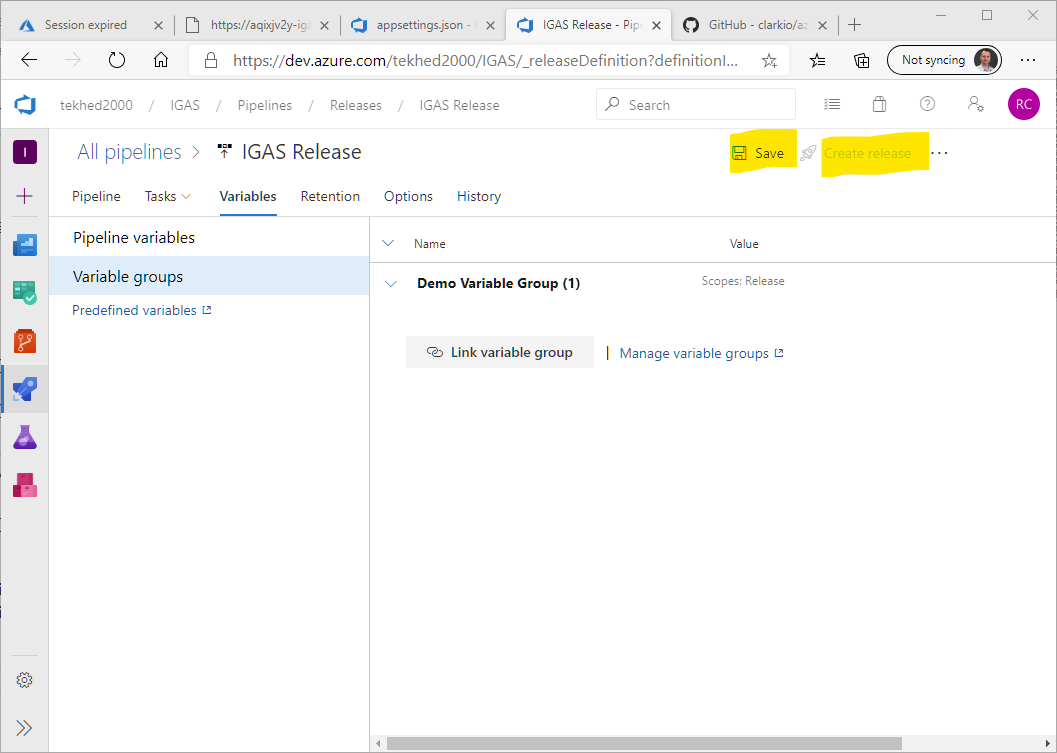 Session expired
https://aqixjv2y-iga
appsettings.json -
IGAS Release - Pip
GitHub - clarkio/az
https://dev.azure.com/tekhed2000/IGAS/_releaseDefinition?definitionI...
Not syncing
tekhed2000 / IGAS / Pipelines / Releases / IGAS Release
Search
RC
I
All pipelines > IGAS Release
Save
Create release
...
Pipeline
Tasks
Variables
Retention
Options
History
Pipeline variables
Variable groups
Predefined variables
Name
Value
Demo Variable Group (1)
Scopes: Release
Link variable group
| Manage variable groups